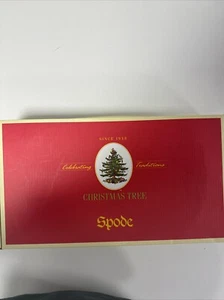 SINCE 1938
Celebrating Traditions
CHRISTMAS TREE
Spode